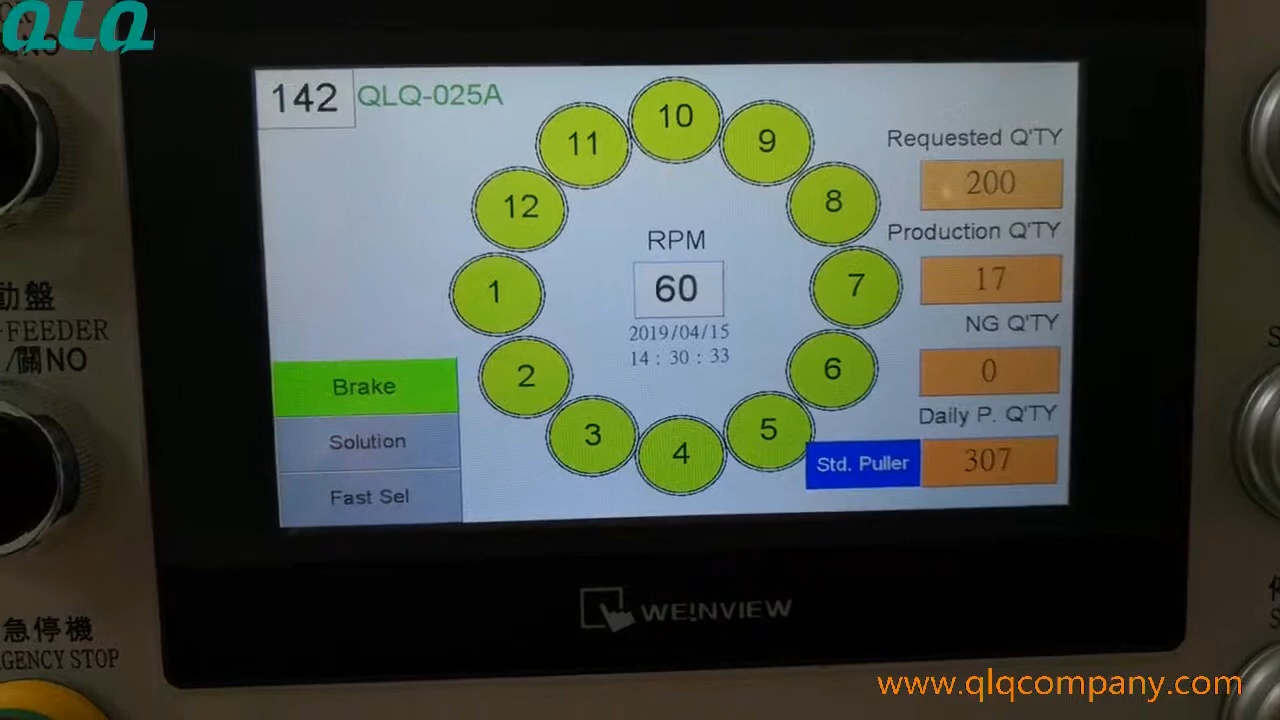 QLQ
142 QLQ-025A
10
11
9
12
8
1
7
2
6
3
5
4
RPM
60
2019/04/15
14 : 30 : 33
Requested Q'TY
200
Production Q'TY
17
NG Q'TY
0
Daily P. Q'TY
Std. Puller 307
Brake
Solution
Fast Sel
動盤
-FEEDER
/關NO
急停機
GENCY STOP
WEINVIEW
www.qlqcompany.com